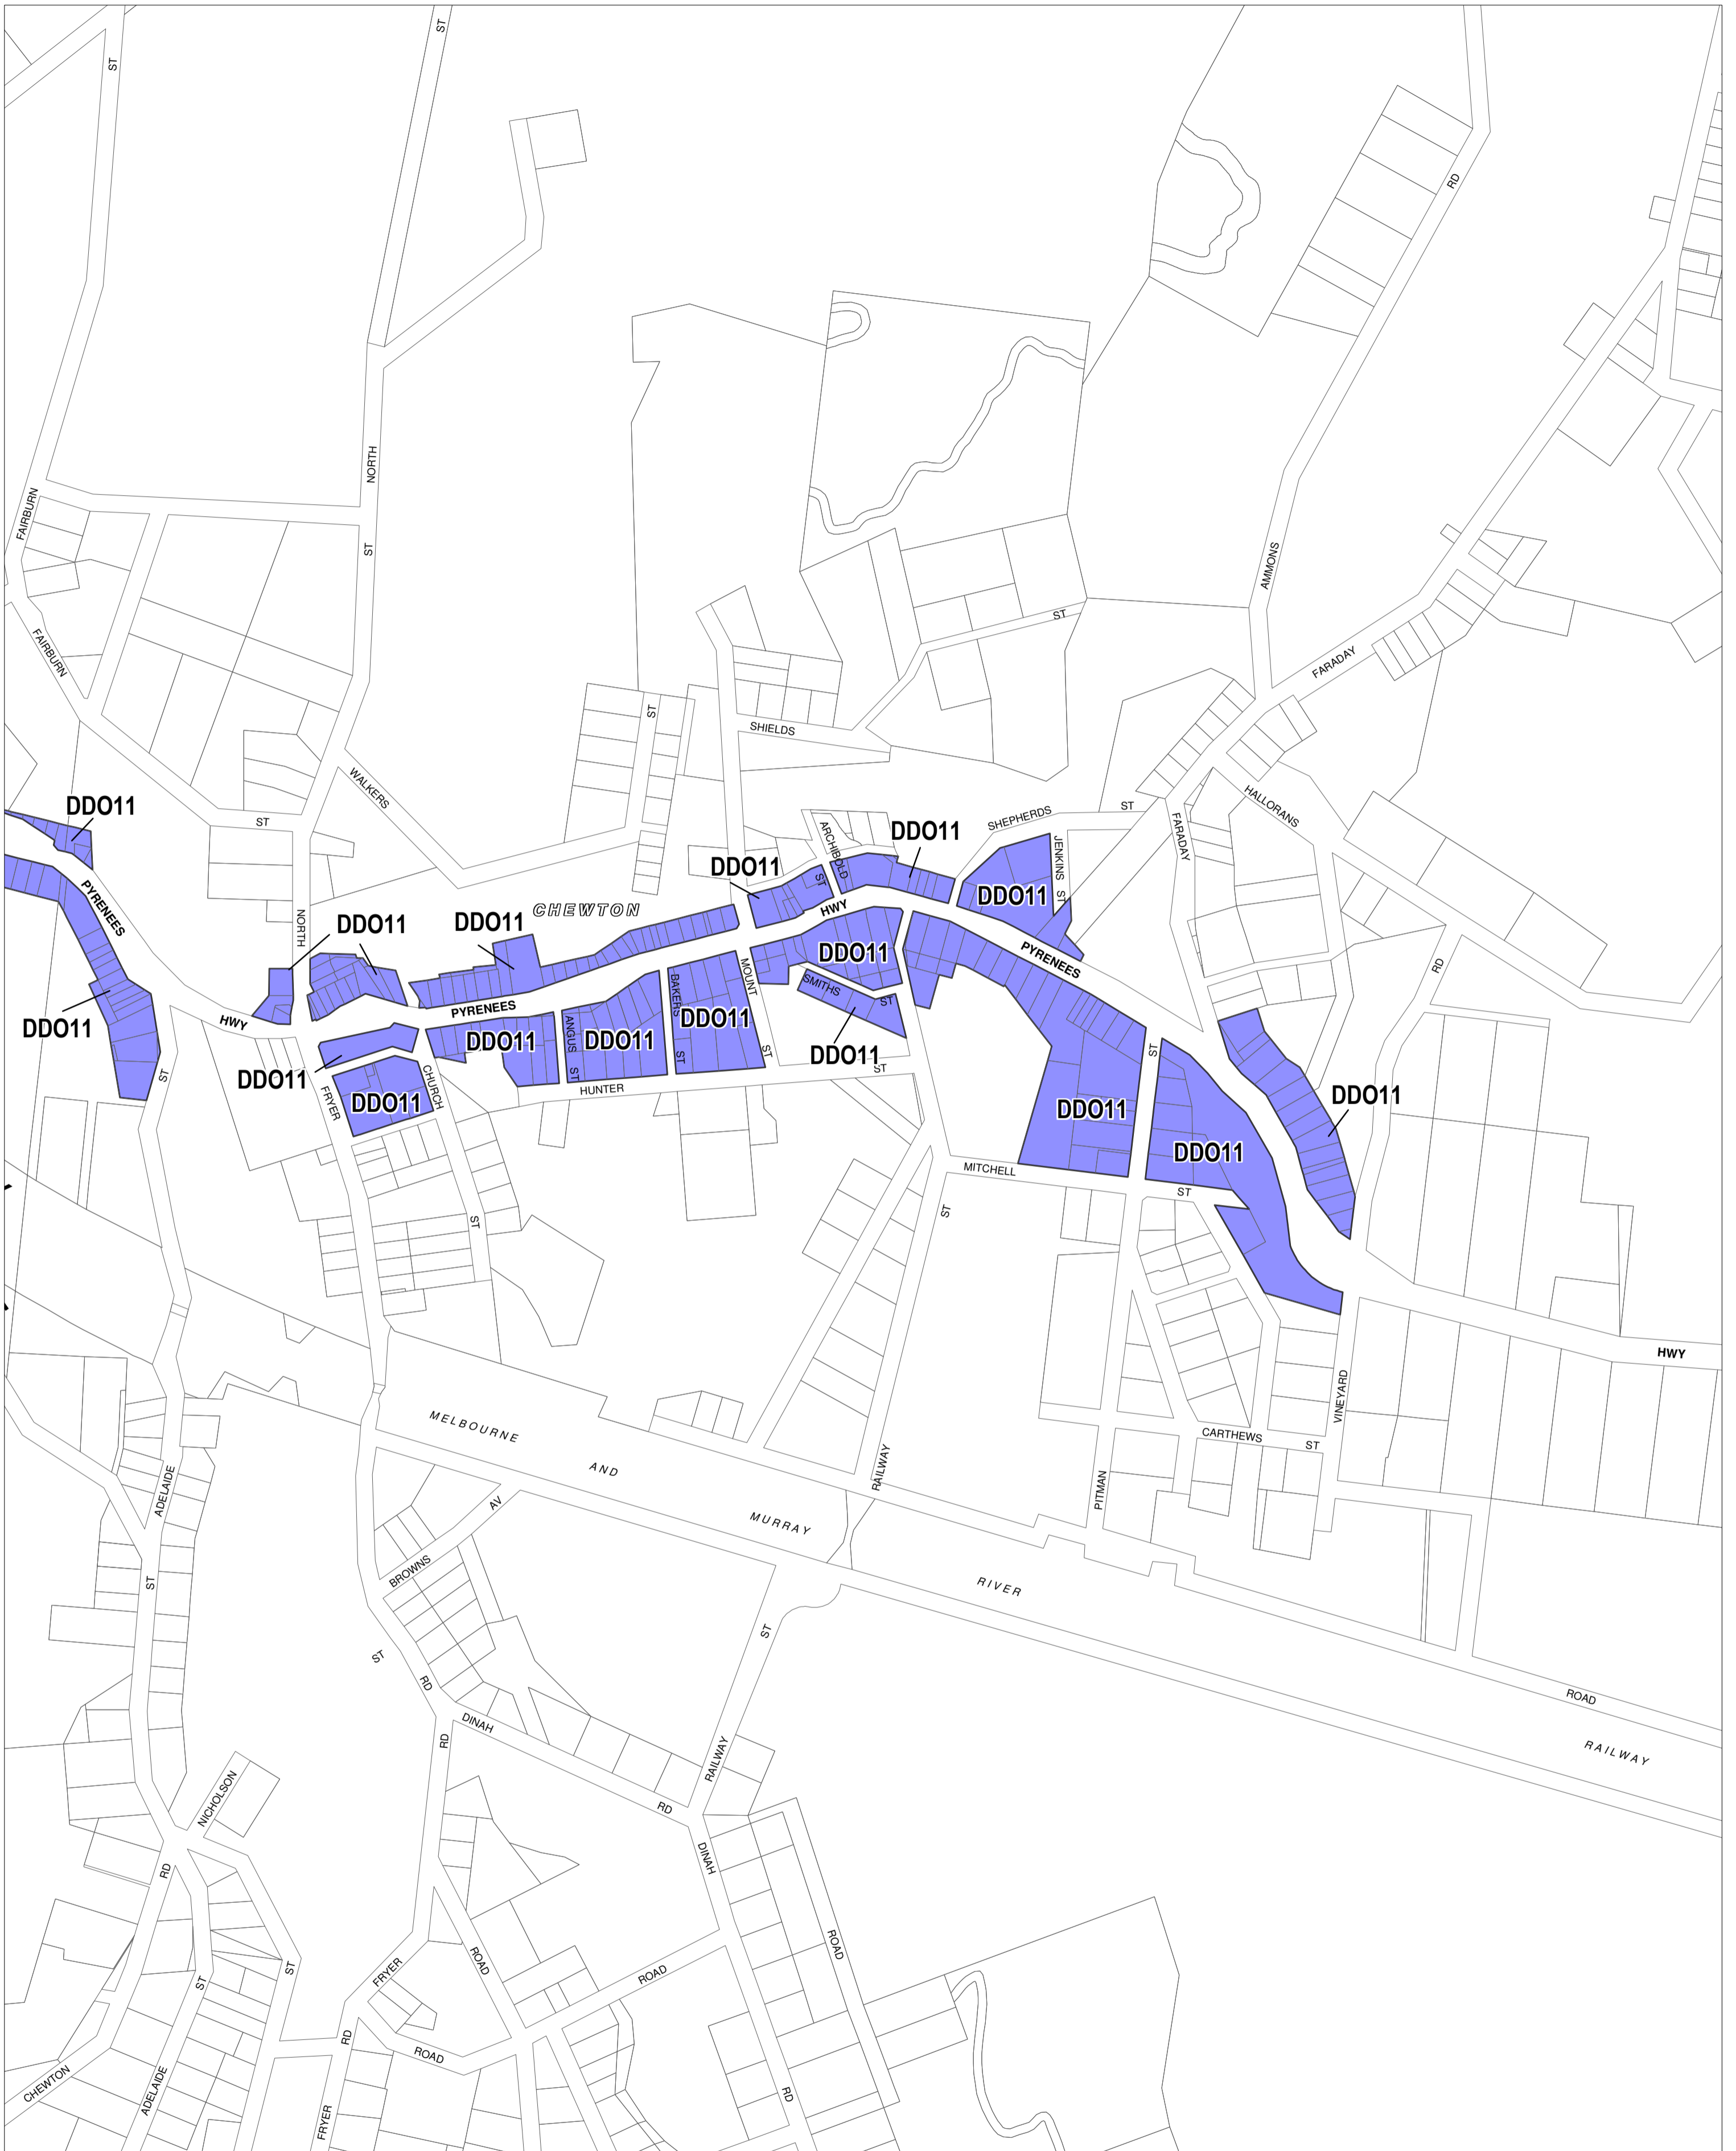 ST
ST
RD
NORTH
FAIRBURN
ST
AMMONS
ST
FAIRBURN
FARADAY
ST
SHIELDS
WALKERS
HALLORANS
DDO11
ST
SHEPHERDS
ST
FARADAY
ARCHIBOLD
DDO11
JENKINS
DDO11
ST
DDO11
ST
PYRENEES
CHEWTON
HWY
NORTH
DDO11
DDO11
DDO11
PYRENEES
RD
MOUNT
SMITHS
BAKERS
ST
PYRENEES
DDO11
HWY
DDO11
ANGUS
DDO11
DDO11
ST
ST
ST
DDO11
ST
ST
ST
DDO11
CHURCH
HUNTER
FRYER
DDO11
DDO11
DDO11
DDO11
MITCHELL
ST
ST
ST
HWY
VINEYARD
MELBOURNE
CARTHEWS
ST
AND
RAILWAY
ADELAIDE
PITMAN
AV
MURRAY
BROWNS
ST
RIVER
ST
ST
RD
ROAD
DINAH
RD
RAILWAY
RAILWAY
NICHOLSON
RD
DINAH
RD
ROAD
ROAD
ST
ROAD
FRYER
ST
RD
ROAD
CHEWTON
ADELAIDE
RD
FRYER